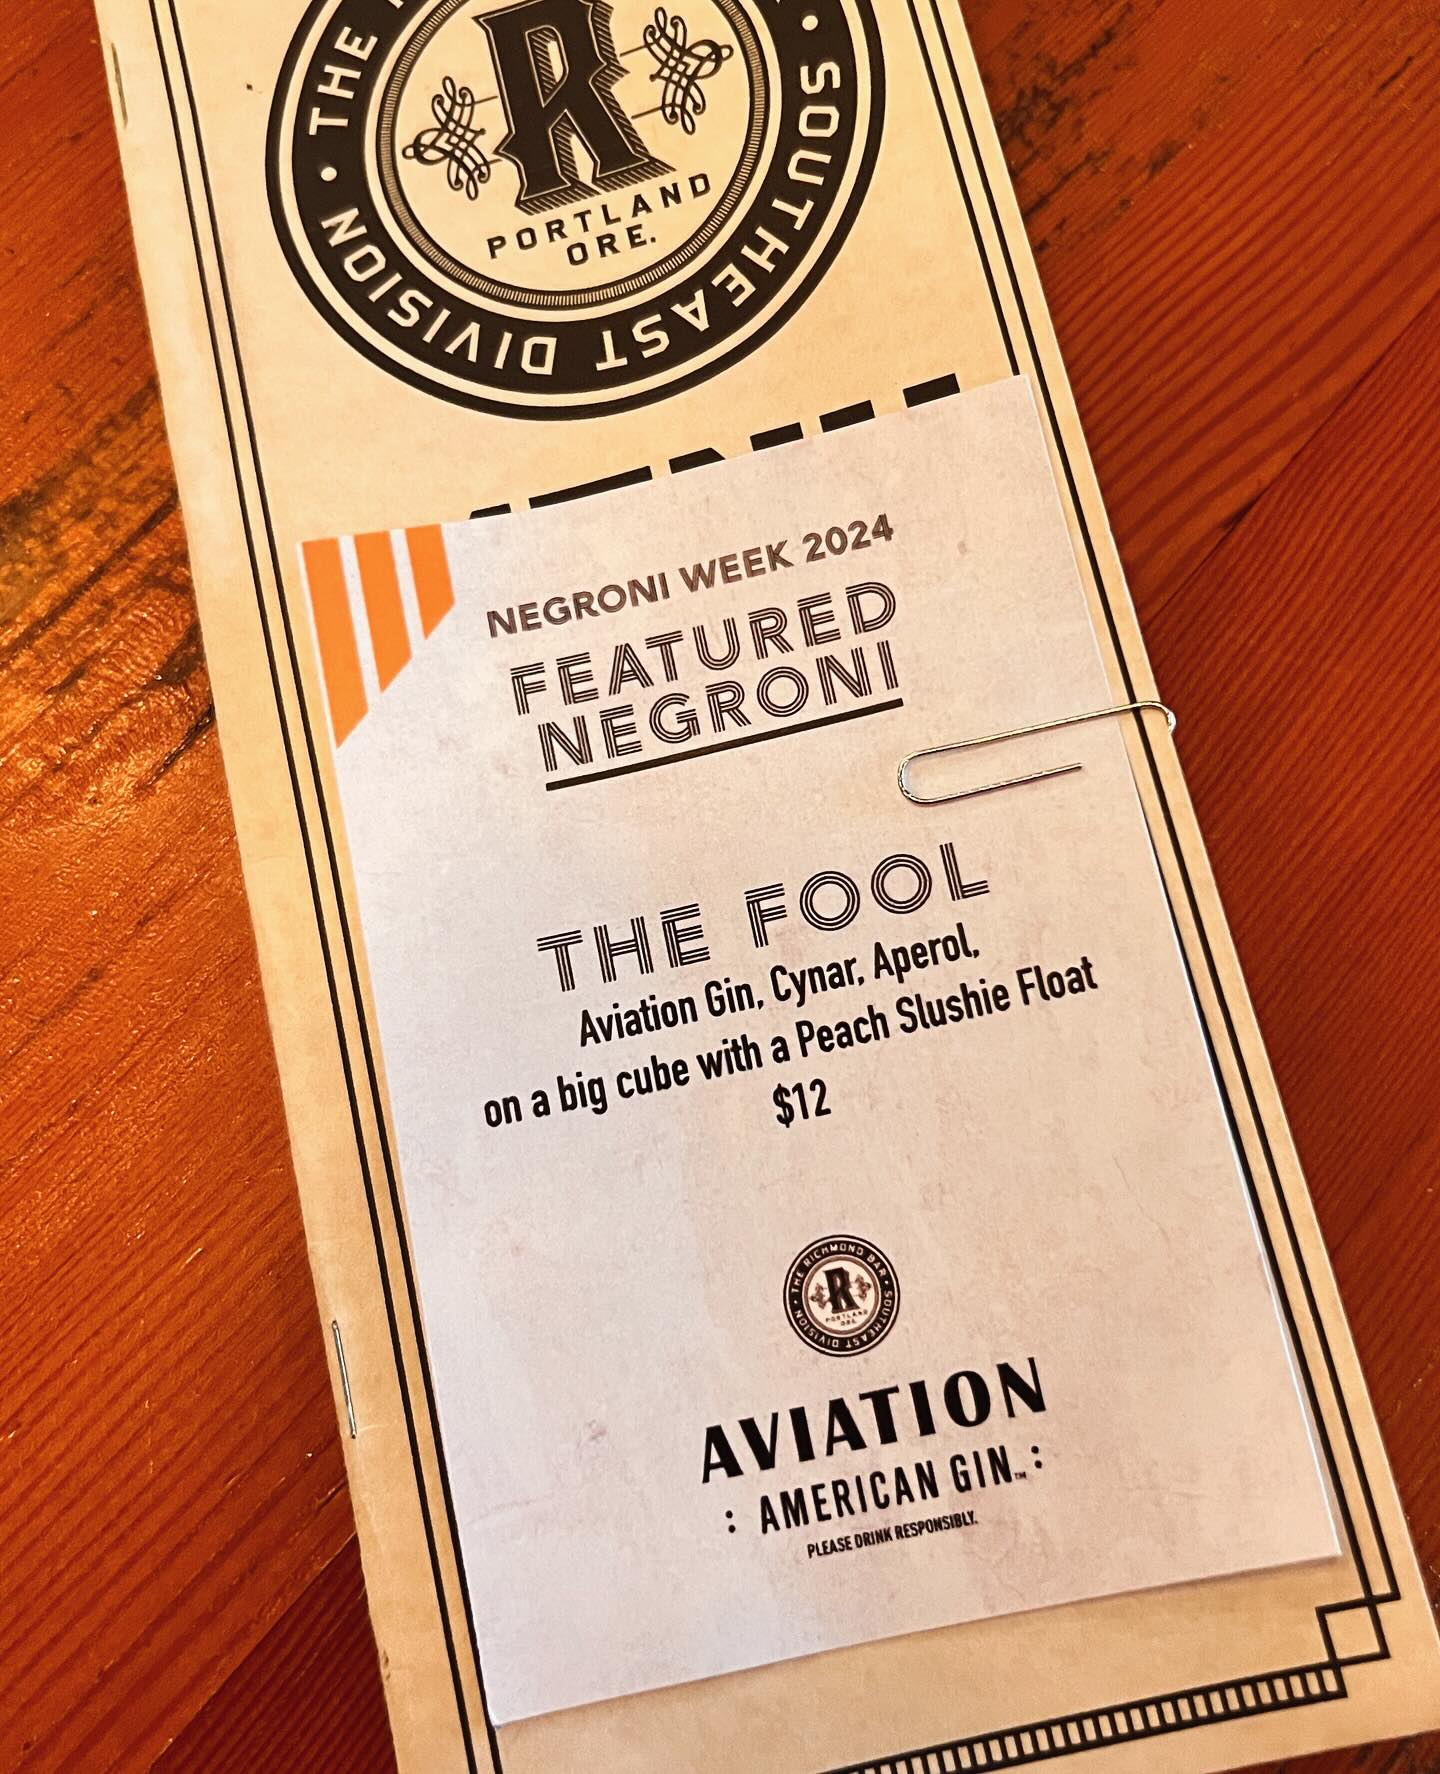 THE
SOUTHEAST DIVISION
R
PORTLAND
ORE.
NEGRONI WEEK 2024
FEATURED
NEGRONI
THE FOOL
Aviation Gin, Cynar, Aperol,
on a big cube with a Peach Slushie Float
$12
THE RICHMOND BAR
SOUTHEAST DIVISION
R
PORTLAND
ORE.
AVIATION
: AMERICAN GIN™ :
PLEASE DRINK RESPONSIBLY.